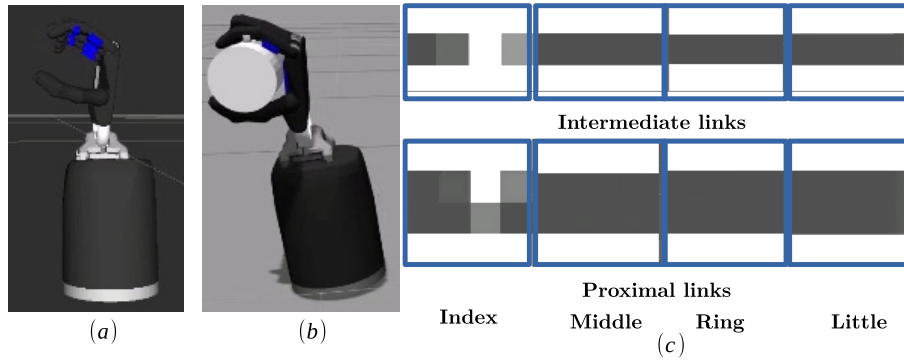 Intermediate links
Proximal links
Index Middle Ring Little
(a) (b) (c)